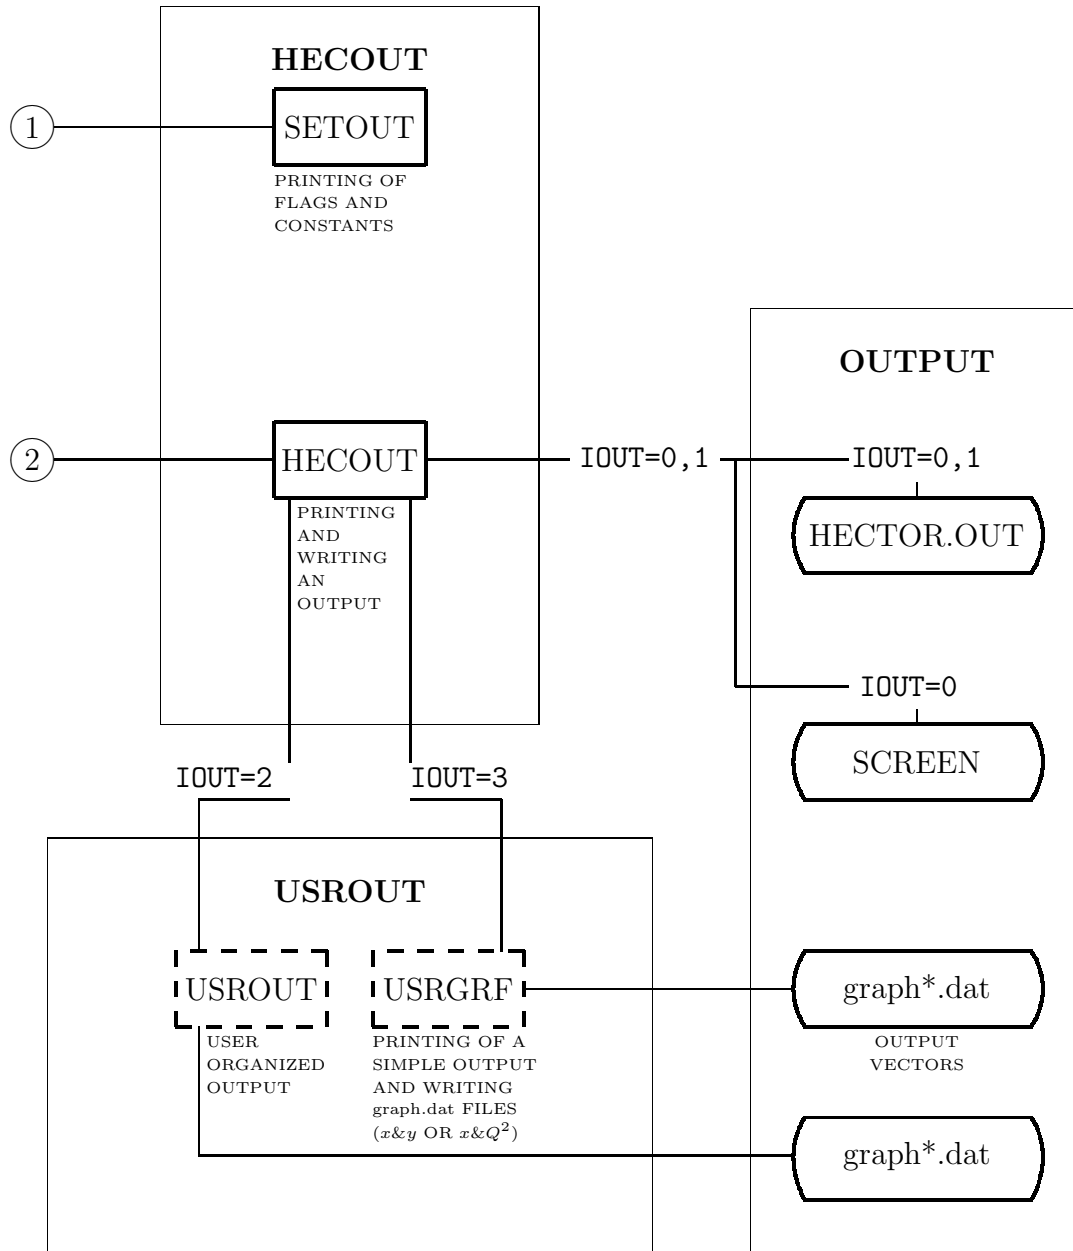 HECOUT
1
SETOUT
PRINTING OF
FLAGS AND
CONSTANTS
OUTPUT
2
HECOUT
IOUT=0,1
IOUT=0,1
PRINTING
AND
WRITING
AN
OUTPUT
HECTOR.OUT
IOUT=0
SCREEN
IOUT=2
IOUT=3
USROUT
USROUT
USRGRF
graph*.dat
USER
ORGANIZED
OUTPUT
PRINTING OF A
SIMPLE OUTPUT
AND WRITING
graph.dat FILES
(x&y OR x&Q²)
OUTPUT
VECTORS
graph*.dat